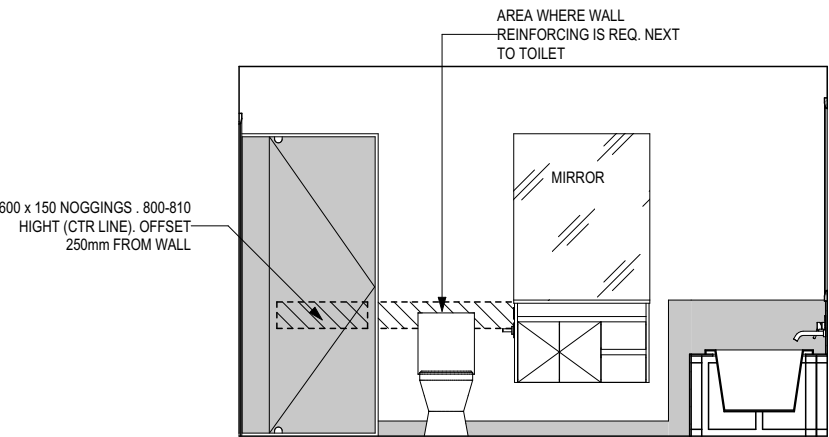 AREA WHERE WALL
REINFORCING IS REQ. NEXT
TO TOILET
MIRROR
600 x 150 NOGGINGS . 800-810
HIGHT (CTR LINE). OFFSET
250mm FROM WALL